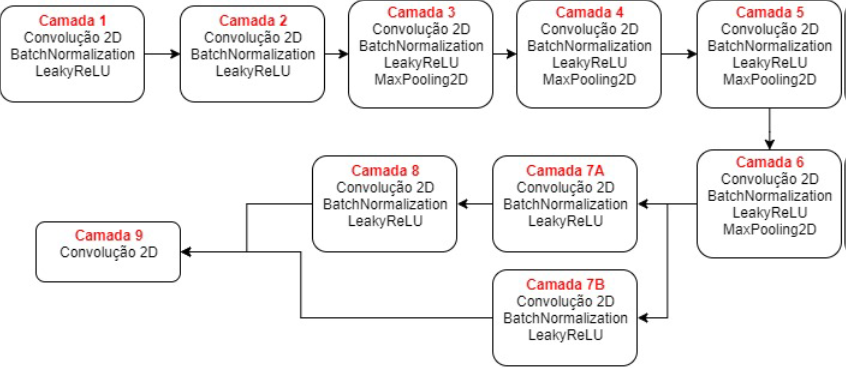 Camada 1
Convolução 2D
BatchNormalization
LeakyReLU
Camada 2
Convolução 2D
BatchNormalization
LeakyReLU
Camada 3
Convolução 2D
BatchNormalization
LeakyReLU
MaxPooling2D
Camada 4
Convolução 2D
BatchNormalization
LeakyReLU
MaxPooling2D
Camada 5
Convolução 2D
BatchNormalization
LeakyReLU
MaxPooling2D
Camada 6
Convolução 2D
BatchNormalization
LeakyReLU
MaxPooling2D
Camada 7A
Convolução 2D
BatchNormalization
LeakyReLU
Camada 8
Convolução 2D
BatchNormalization
LeakyReLU
Camada 7B
Convolução 2D
BatchNormalization
LeakyReLU
Camada 9
Convolução 2D